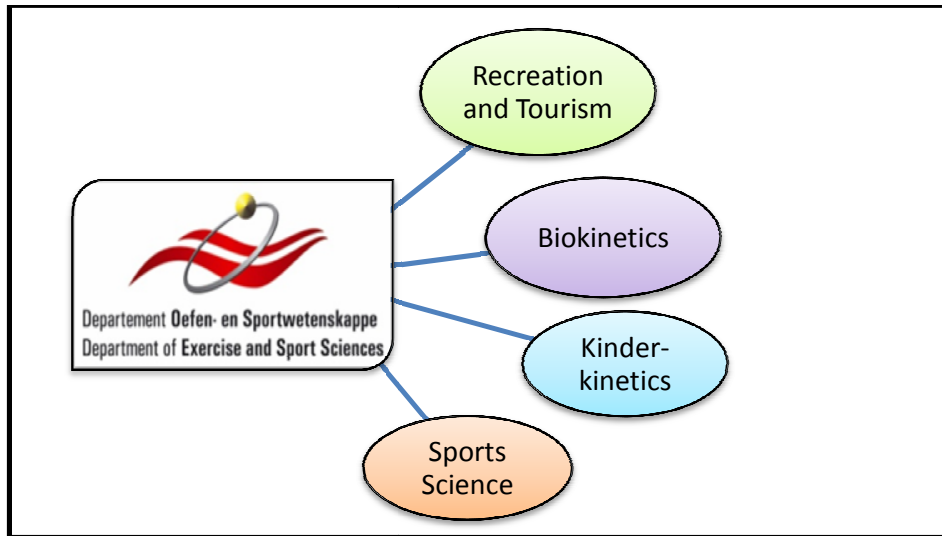 Recreation
and Tourism
Biokinetics
Departement Oefen- en Sportwetenskappe
Department of Exercise and Sport Sciences
Kinder-
kinetics
Sports
Science